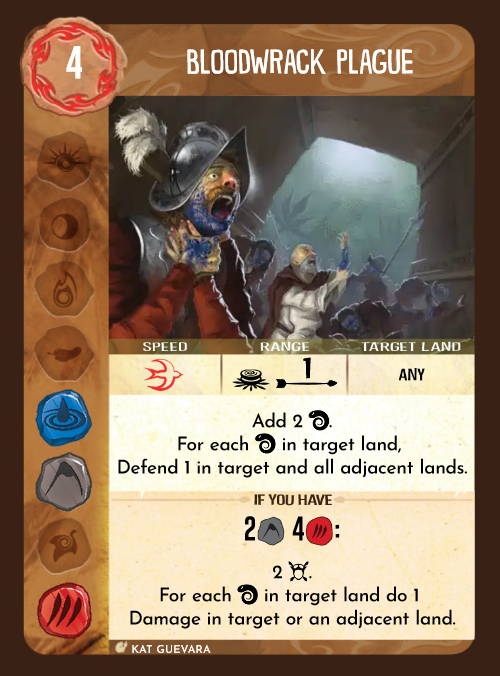 4
BLOODWRACK PLAGUE
SPEED RANGE TARGET LAND
1 ANY
Add 2 .
For each in target land,
Defend 1 in target and all adjacent lands.
IF YOU HAVE
2 4 :
2 .
For each in target land do 1
Damage in target or an adjacent land.
KAT GUEVARA